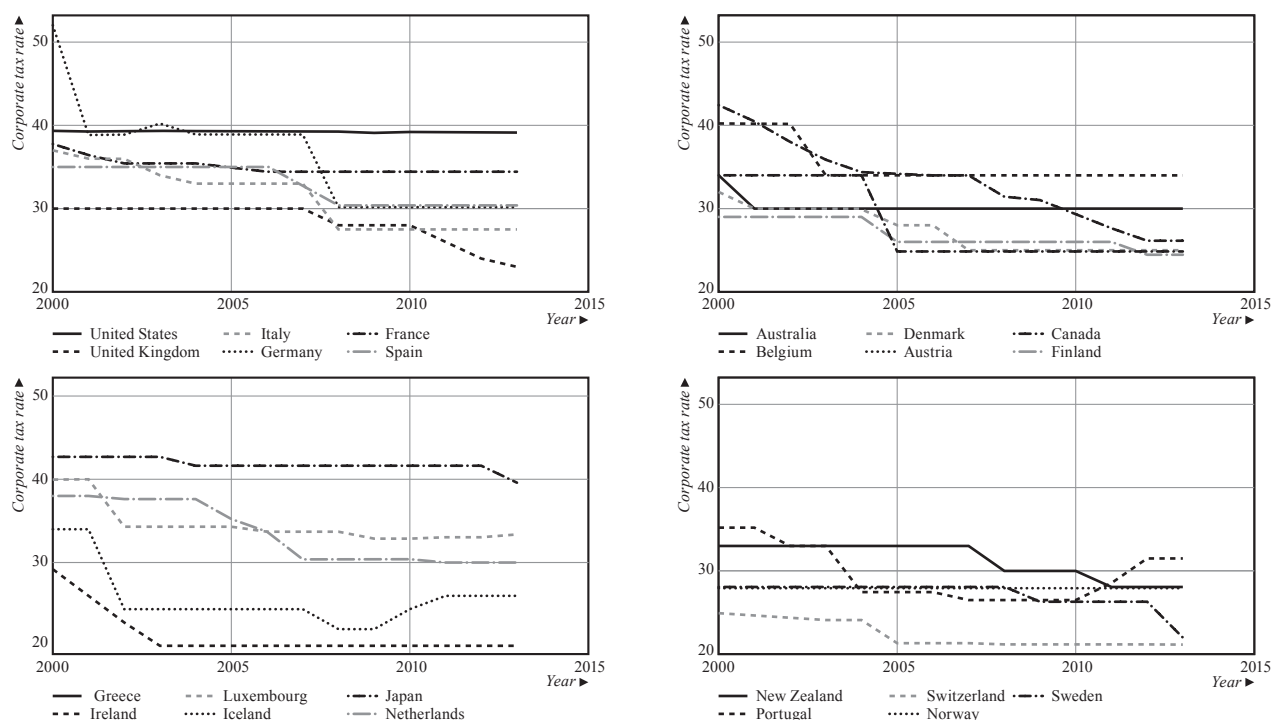 Corporate tax rate ▲
50
40
30
20
2000 2005 2010 2015
Year ▶
United States Italy France
United Kingdom Germany Spain
Corporate tax rate ▲
50
40
30
20
2000 2005 2010 2015
Year ▶
Australia Denmark Canada
Belgium Austria Finland
Corporate tax rate ▲
50
40
30
20
2000 2005 2010 2015
Year ▶
Greece Luxembourg Japan
Ireland Iceland Netherlands
Corporate tax rate ▲
50
40
30
20
2000 2005 2010 2015
Year ▶
New Zealand Switzerland Sweden
Portugal Norway